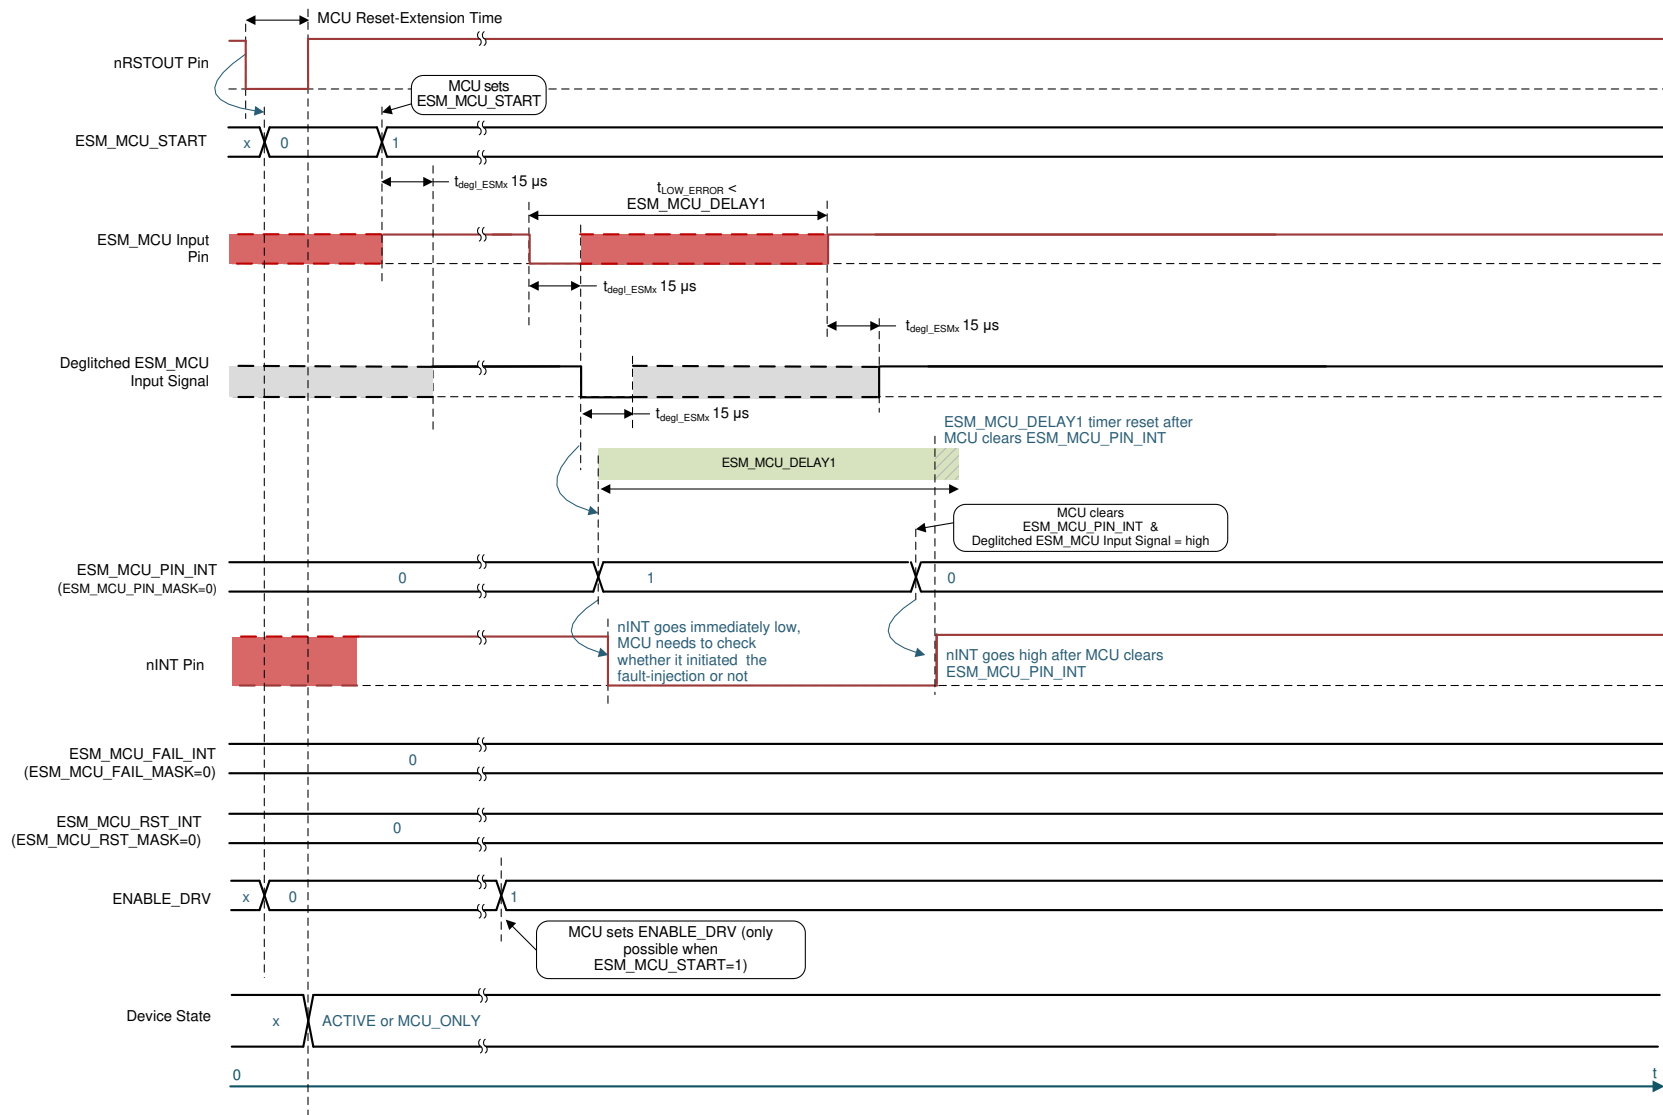 MCU Reset-Extension Time
nRSTOUT Pin
MCU sets
ESM_MCU_START
ESM_MCU_START
x
0
1
tdegl_ESMx 15 µs
tLOW_ERROR <
ESM_MCU_DELAY1
ESM_MCU Input
Pin
tdegl_ESMx 15 µs
tdegl_ESMx 15 µs
Deglitched ESM_MCU
Input Signal
tdegl_ESMx 15 µs
ESM_MCU_DELAY1 timer reset after
MCU clears ESM_MCU_PIN_INT
ESM_MCU_DELAY1
MCU clears
ESM_MCU_PIN_INT &
Deglitched ESM_MCU Input Signal = high
ESM_MCU_PIN_INT
(ESM_MCU_PIN_MASK=0)
0
1
0
nINT Pin
nINT goes immediately low,
MCU needs to check
whether it initiated the
fault-injection or not
nINT goes high after MCU clears
ESM_MCU_PIN_INT
ESM_MCU_FAIL_INT
(ESM_MCU_FAIL_MASK=0)
0
ESM_MCU_RST_INT
(ESM_MCU_RST_MASK=0)
0
ENABLE_DRV
x
0
1
MCU sets ENABLE_DRV (only
possible when
ESM_MCU_START=1)
Device State
x
ACTIVE or MCU_ONLY
0
t